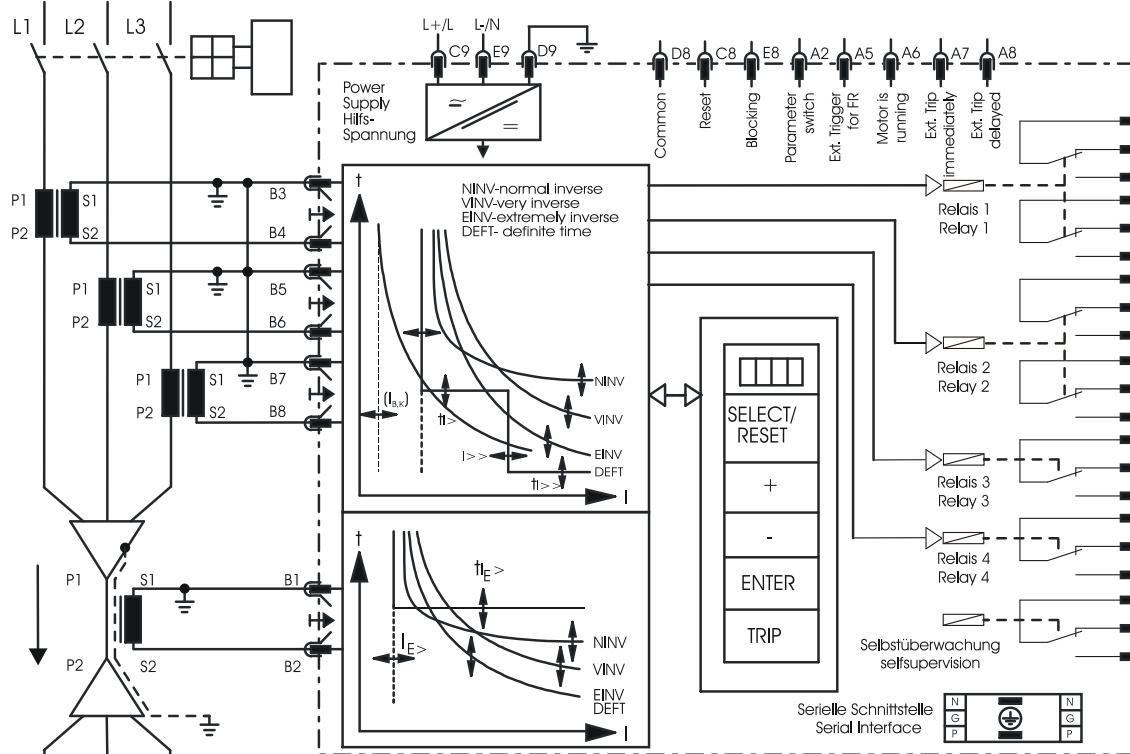 L1 L2 L3
L+/L L-/N
C9 E9 D9
D8 C8 E8 A2 A5 A6 A7 A8
Power
Supply
Hilfs-
Spannung
~
=
Common
Reset
Blocking
Parameter
switch
Ext. Trigger
for FR
Motor is
running
Ext. Trip
immediately
Ext. Trip
delayed
P1 S1 B3
P2 S2 B4
P1 S1 B5
P2 S2 B6
P1 S1 B7
P2 S2 B8
t
NINV-normal inverse
VINV-very inverse
EINV-extremely inverse
DEFT- definite time
(IB,K)
tI>
I>>
tI>>
NINV
VINV
EINV
DEFT
I
P1 S1 B1
P2 S2 B2
t
tIE>
IE>
NINV
VINV
EINV
DEFT
I
SELECT/
RESET
+
-
ENTER
TRIP
Relais 1
Relay 1
Relais 2
Relay 2
Relais 3
Relay 3
Relais 4
Relay 4
Selbstüberwachung
selfsupervision
Serielle Schnittstelle
Serial Interface
N N
G G
P P